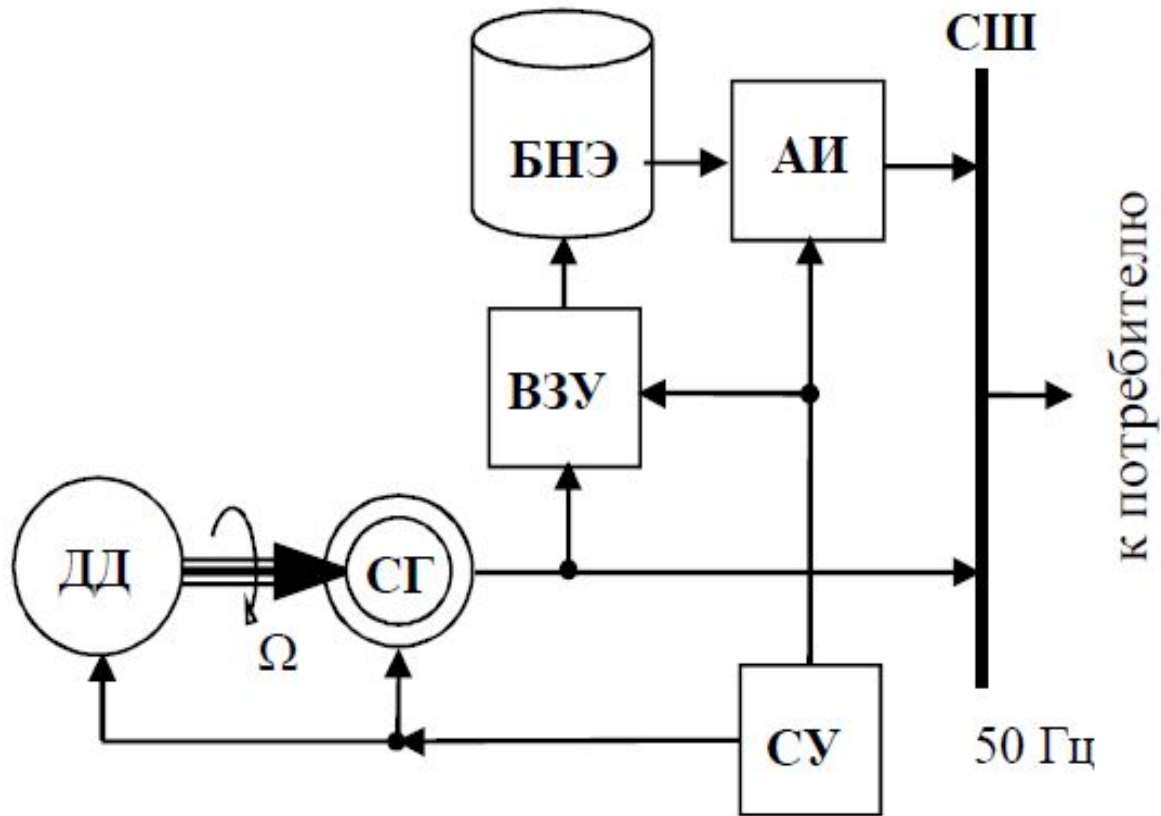 СШ
БНЭ
АИ
ВЗУ
к потребителю
ДД
СГ
Ω
СУ
50 Гц